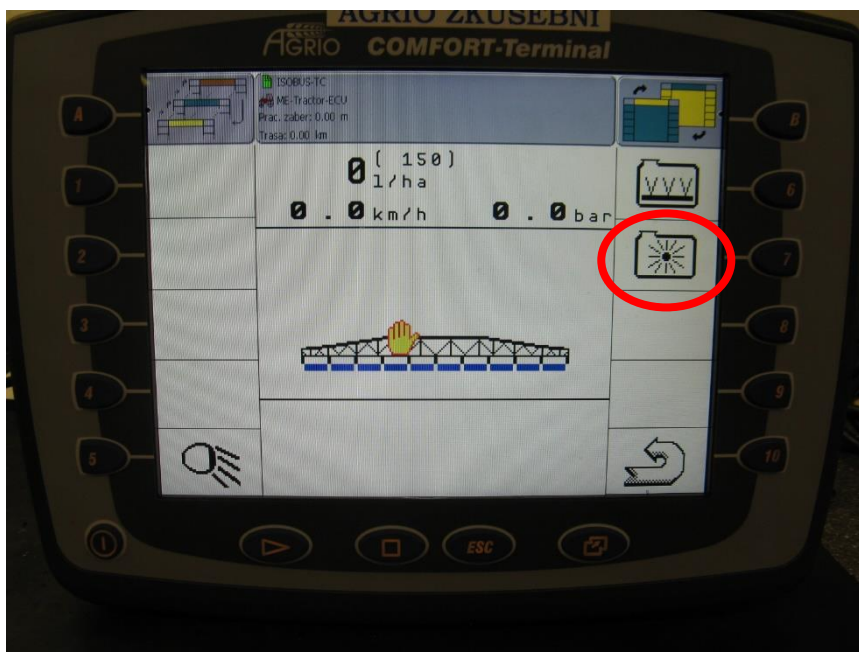 AGRIO ZKUŠEBNÍ
AGRIO COMFORT-Terminal
ISOBUS-TC
ME-Tractor-ECU
Prac. zaber: 0.00 m
Trasa: 0.00 km
0 ( 150)
l/ha
0 . 0 km/h 0 . 0 bar
A
1
2
3
4
5
B
6
7
8
9
10
ESC